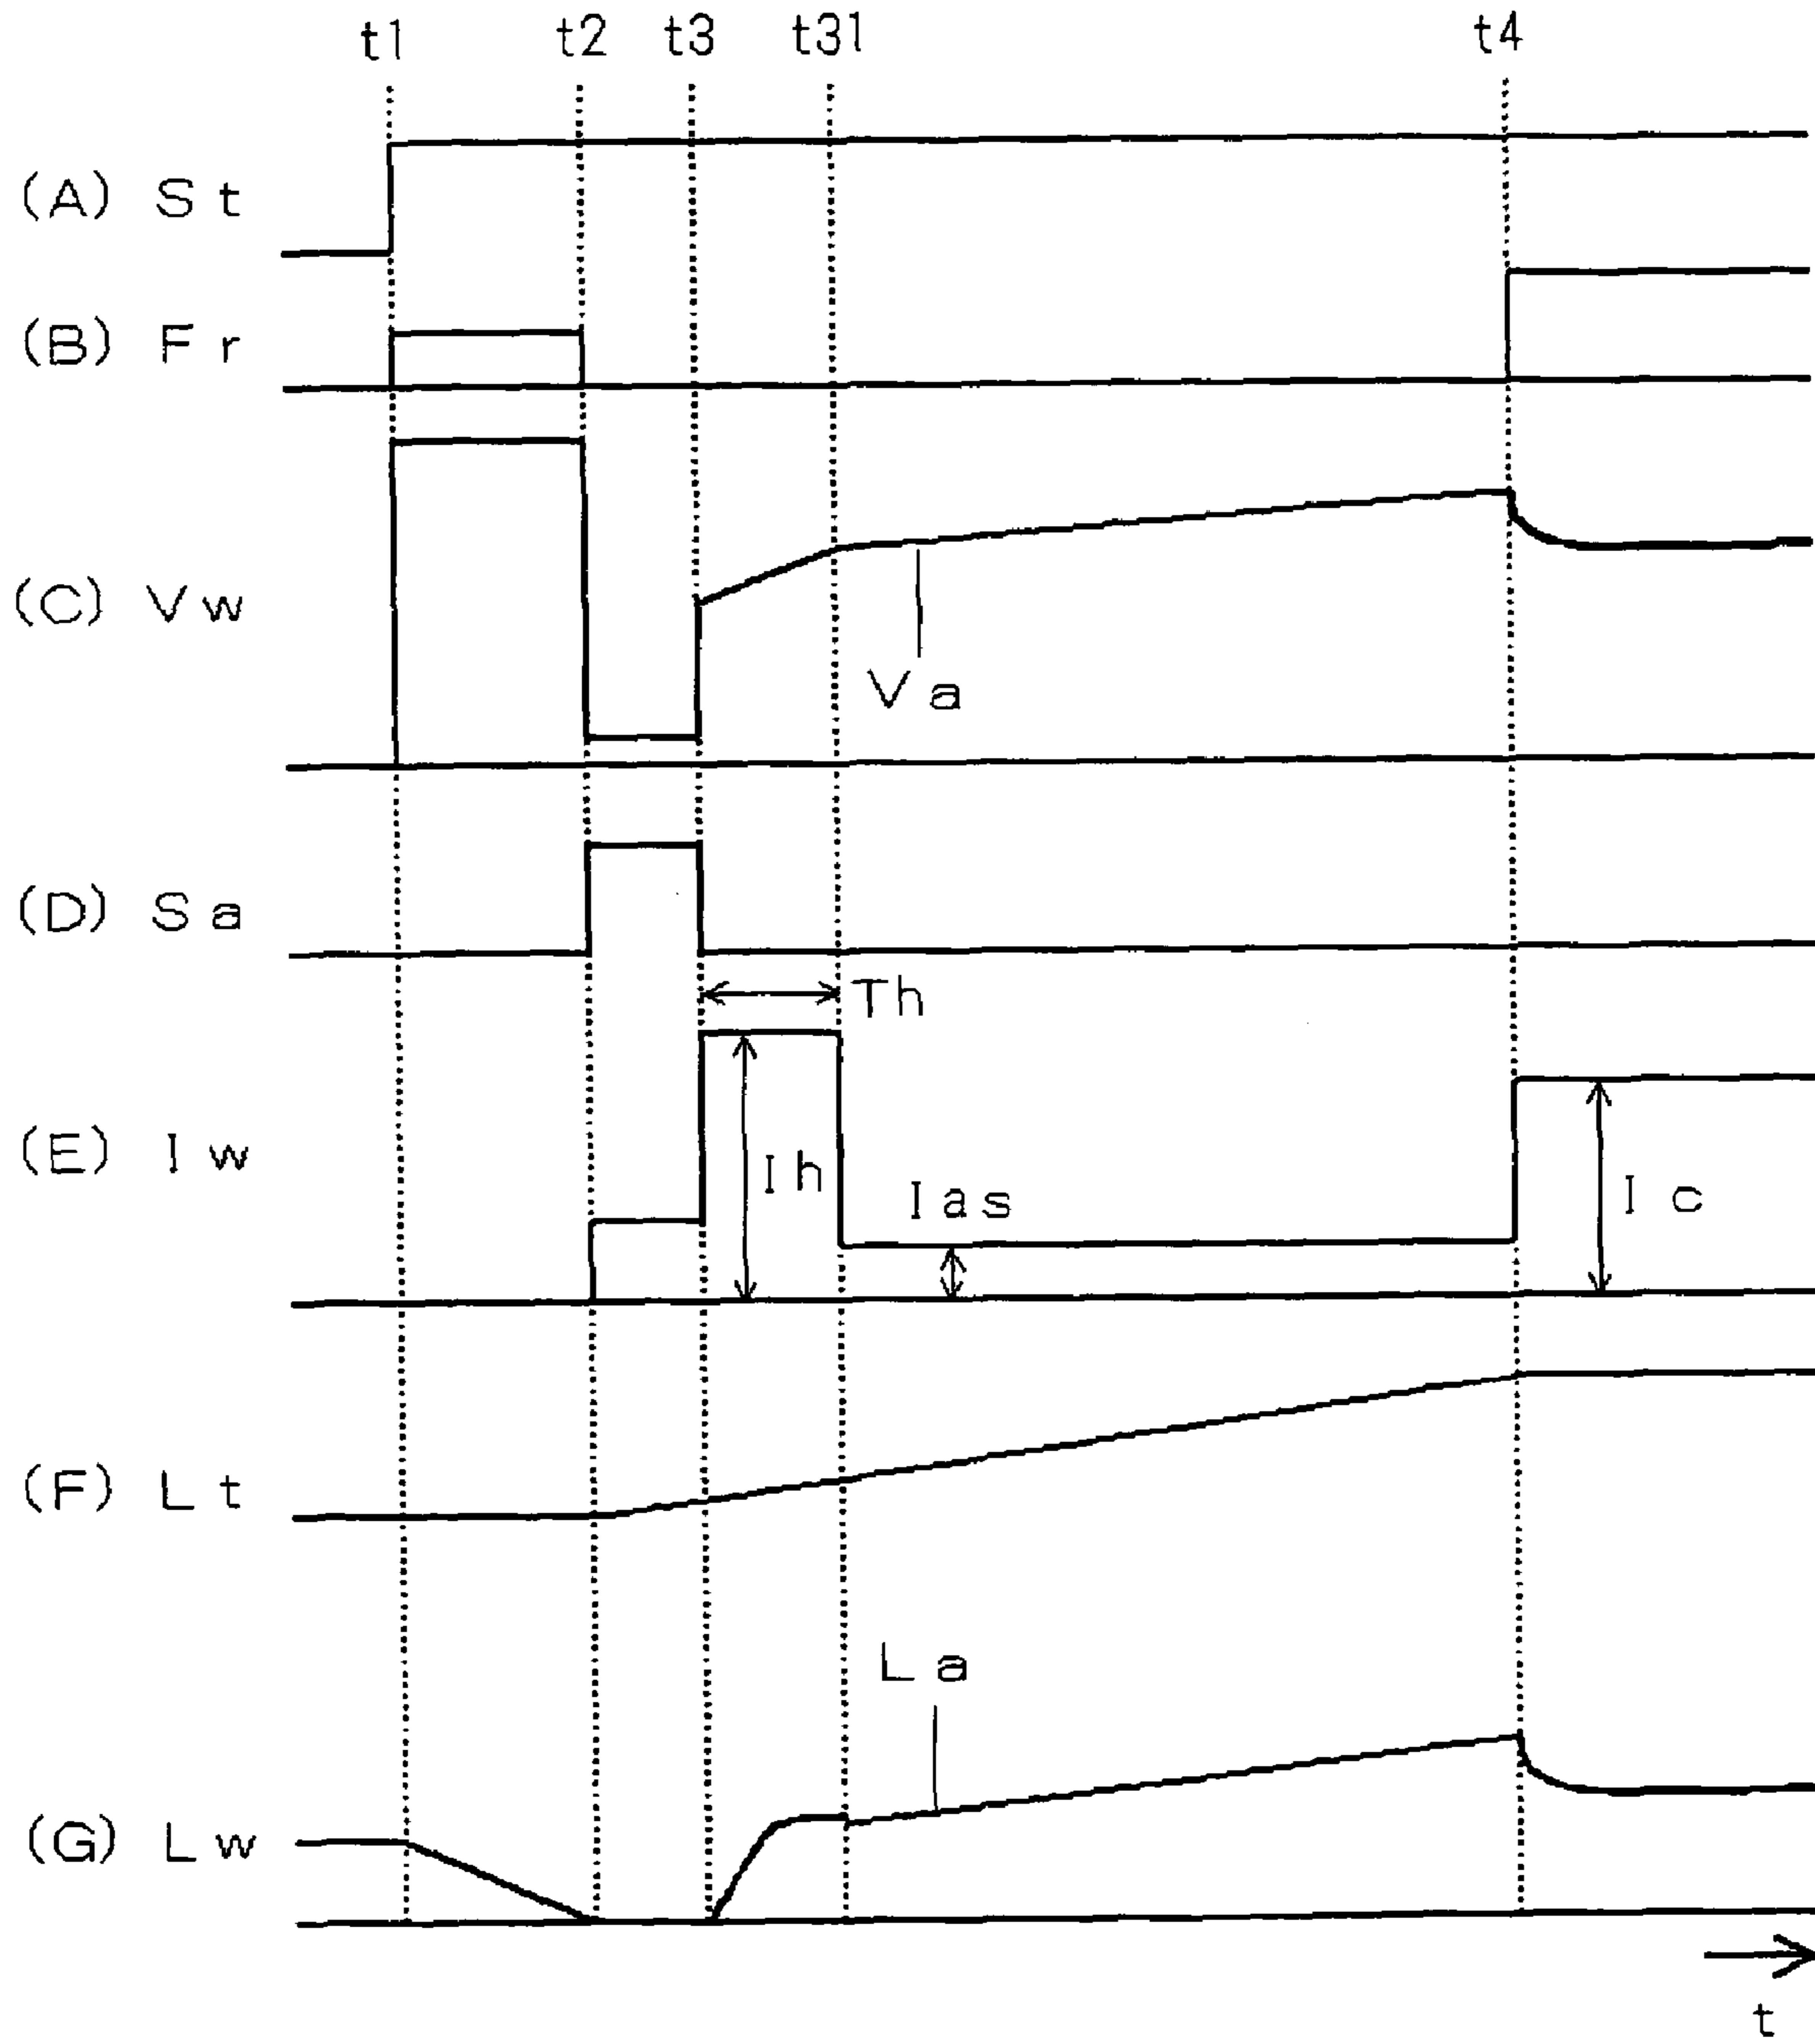 t1 t2 t3 t31 t4
(A) St
(B) Fr
(C) Vw
Va
(D) Sa
Th
(E) Iw
Ih
Ias
Ic
(F) Lt
La
(G) Lw
t